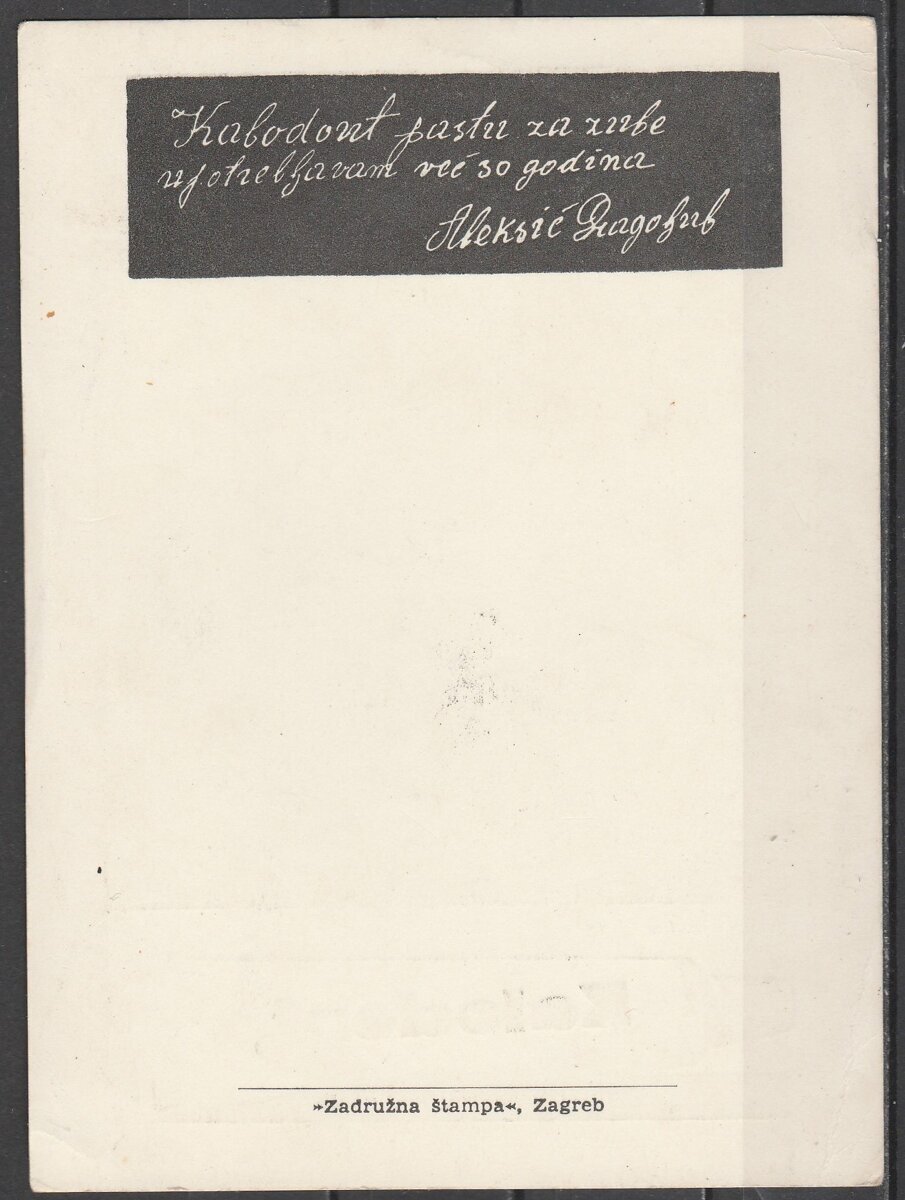 Kalodont pastu za zube
upotrebljavam već 30 godina
Aleksić Dragoljub
»Zadružna štampa«, Zagreb